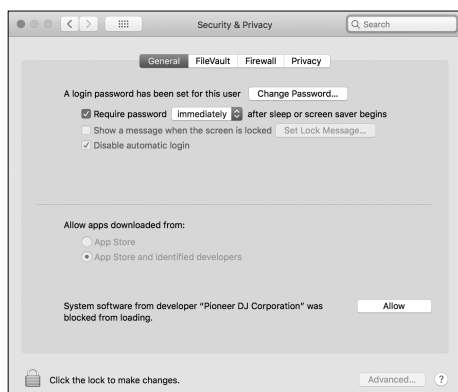 Security & Privacy
Search
General FileVault Firewall Privacy
A login password has been set for this user Change Password...
Require password immediately after sleep or screen saver begins
Show a message when the screen is locked Set Lock Message...
Disable automatic login
Allow apps downloaded from:
App Store
App Store and identified developers
System software from developer "Pioneer DJ Corporation" was Allow
blocked from loading.
Click the lock to make changes. Advanced... ?